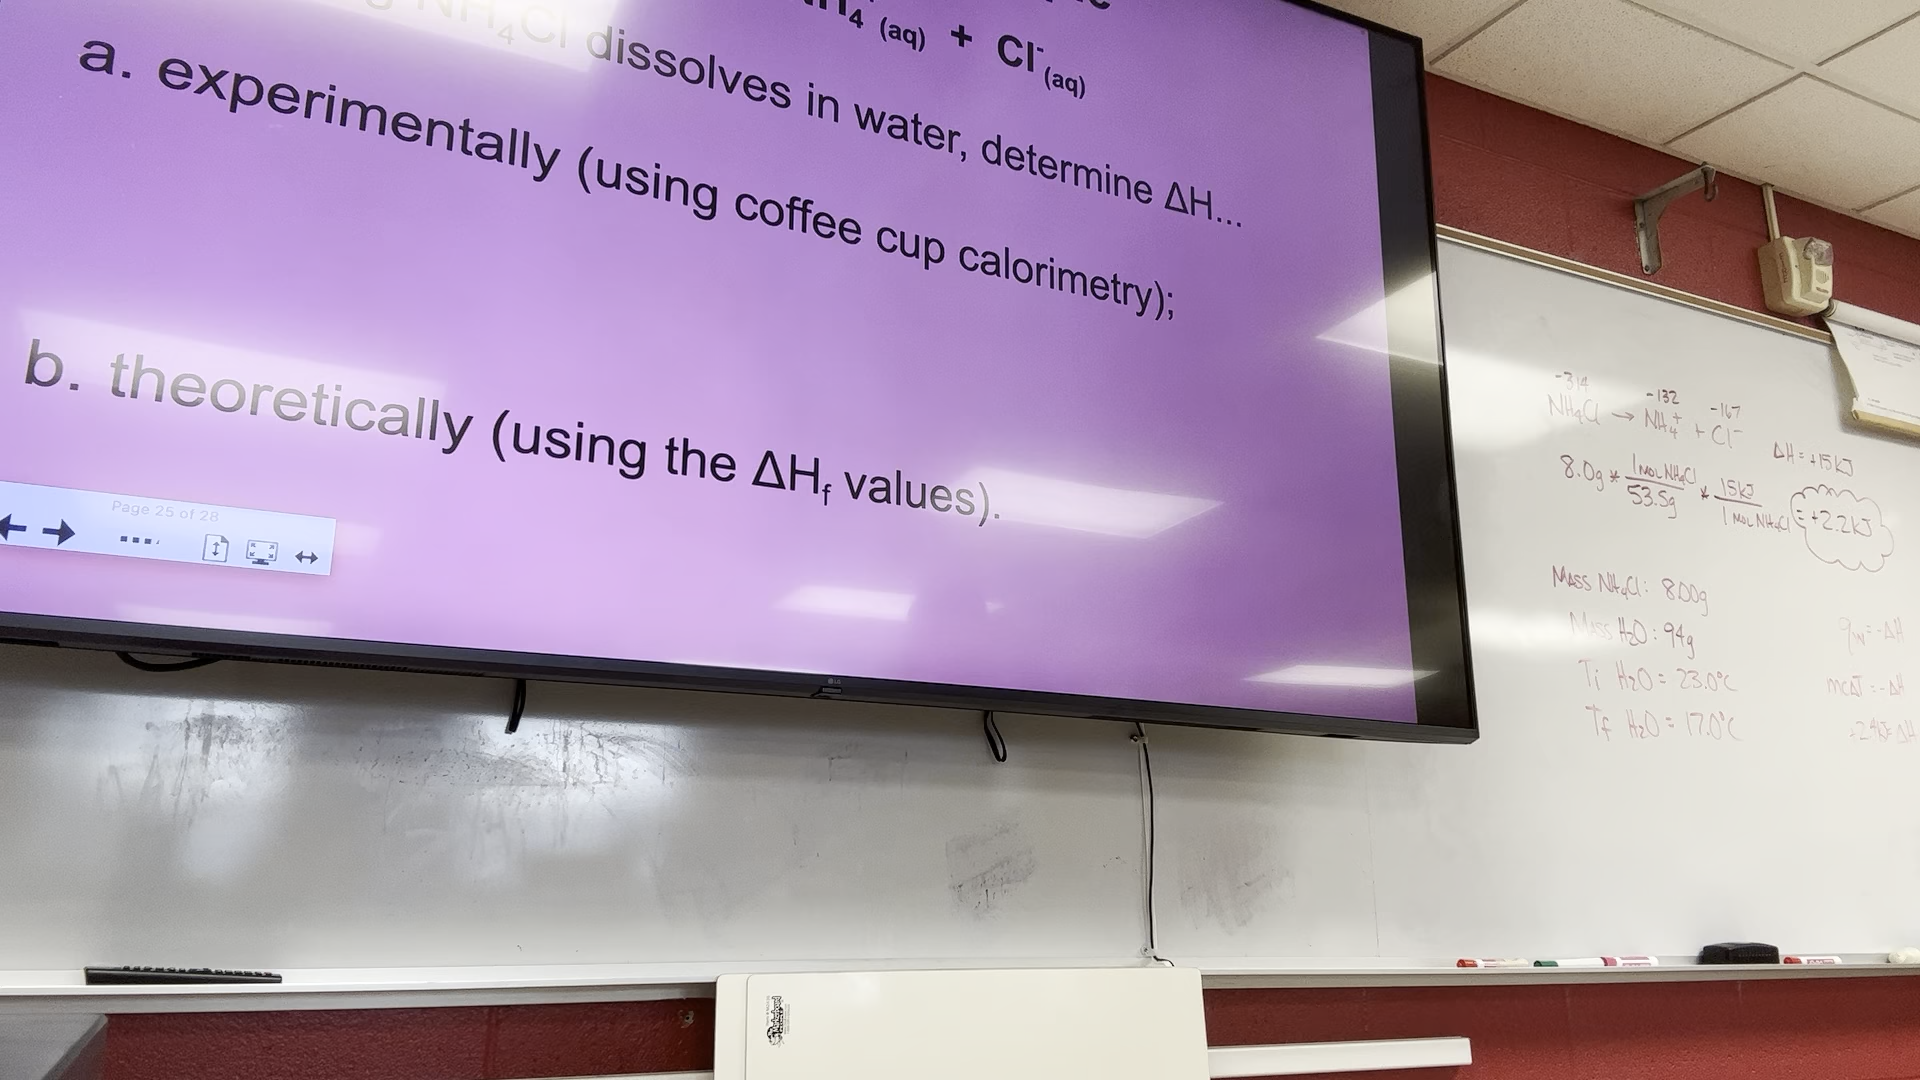 4 (aq) + Cl-(aq)
NH4Cl dissolves in water, determine ΔH...
a. experimentally (using coffee cup calorimetry);
b. theoretically (using the ΔHf values).
Page 25 of 28
LG
-314 -132 -167
NH4Cl → NH4+ + Cl-
ΔH = +15kJ
8.0g * 1 mol NH4Cl / 53.5g * 15kJ / 1 mol NH4Cl = +2.2kJ
Mass NH4Cl: 8.00g
Mass H2O: 94g
Ti H2O = 23.0°C
Tf H2O = 17.0°C
= -ΔH
mcΔT = -ΔH